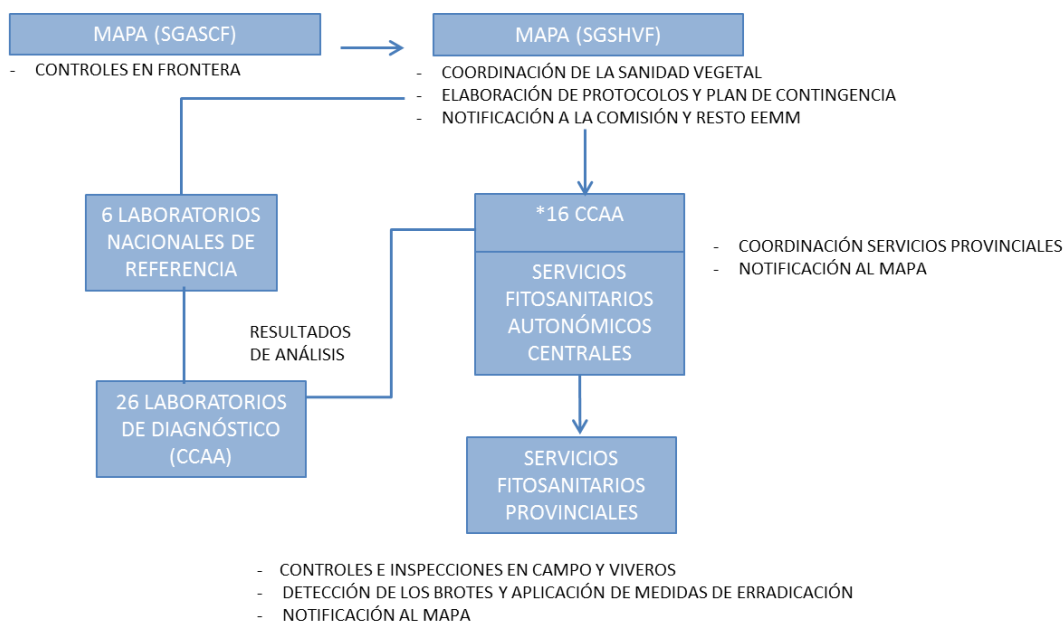 MAPA (SGASCF)
- CONTROLES EN FRONTERA
MAPA (SGSHVF)
- COORDINACIÓN DE LA SANIDAD VEGETAL
- ELABORACIÓN DE PROTOCOLOS Y PLAN DE CONTINGENCIA
- NOTIFICACIÓN A LA COMISIÓN Y RESTO EEMM
6 LABORATORIOS
NACIONALES DE
REFERENCIA
*16 CCAA
SERVICIOS
FITOSANITARIOS
AUTONÓMICOS
CENTRALES
- COORDINACIÓN SERVICIOS PROVINCIALES
- NOTIFICACIÓN AL MAPA
RESULTADOS
DE ANÁLISIS
26 LABORATORIOS
DE DIAGNÓSTICO
(CCAA)
SERVICIOS
FITOSANITARIOS
PROVINCIALES
- CONTROLES E INSPECCIONES EN CAMPO Y VIVEROS
- DETECCIÓN DE LOS BROTES Y APLICACIÓN DE MEDIDAS DE ERRADICACIÓN
- NOTIFICACIÓN AL MAPA